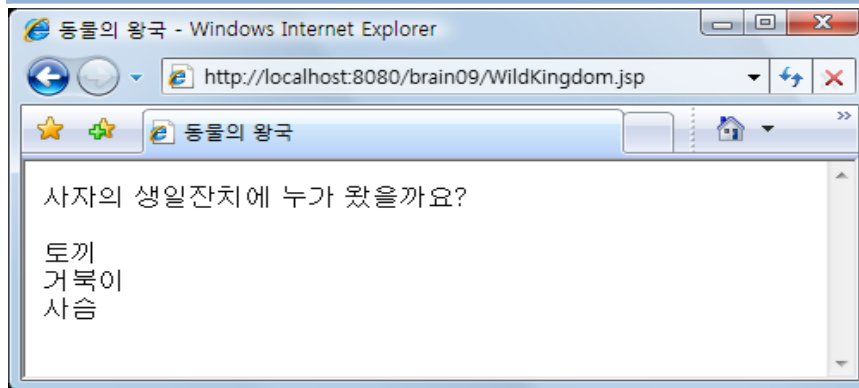 동물의 왕국 - Windows Internet Explorer
http://localhost:8080/brain09/WildKingdom.jsp
동물의 왕국
사자의 생일잔치에 누가 왔을까요?
토끼
거북이
사슴